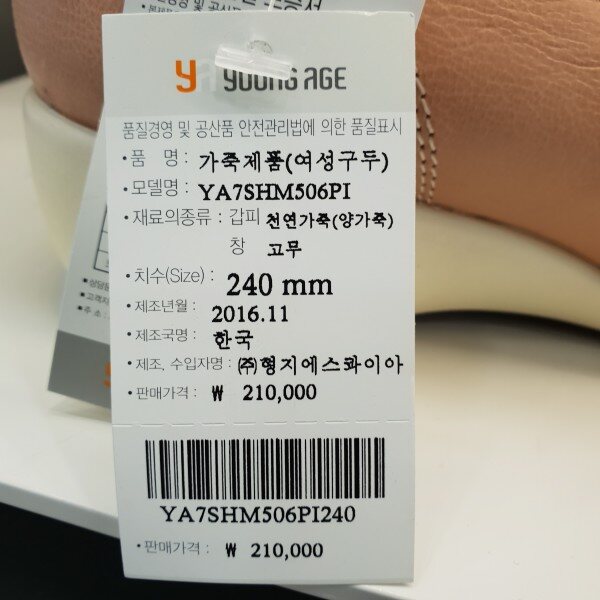 ya YOUNG AGE
품질경영 및 공산품 안전관리법에 의한 품질표시
•품 명: 가죽제품(여성구두)
•모델명: YA7SHM506PI
•재료의종류: 갑피 천연가죽(양가죽)
창 고무
•치수(Size): 240 mm
•제조년월: 2016.11
•제조국명: 한국
•제조, 수입자명: ㈜형지에스콰이아
•판매가격: ₩ 210,000
YA7SHM506PI240
•판매가격: ₩ 210,000